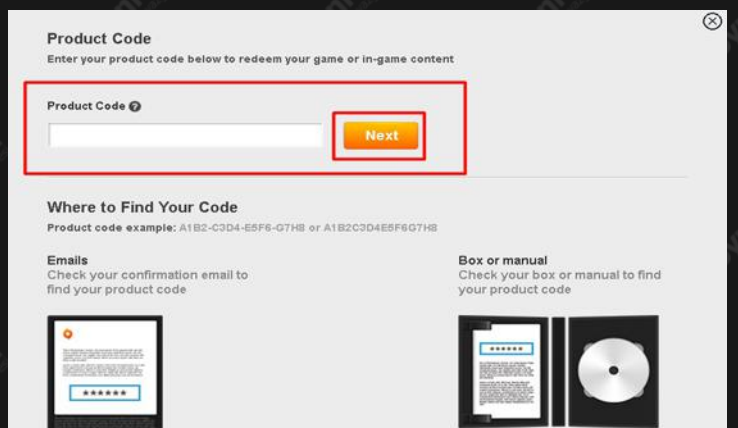 Product Code
Enter your product code below to redeem your game or in-game content
Product Code ?
Next
Where to Find Your Code
Product code example: A1B2-C3D4-E5F6-G7H8 or A1B2C3D4E5F6G7H8
Emails
Check your confirmation email to
find your product code
Box or manual
Check your box or manual to find
your product code
******
******